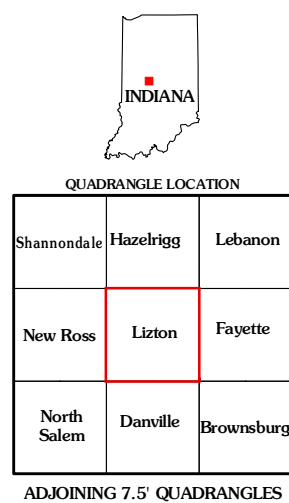 INDIANA
QUADRANGLE LOCATION
Shannondale Hazelrigg Lebanon
New Ross Lizton Fayette
North
Salem Danville Brownsburg
ADJOINING 7.5' QUADRANGLES